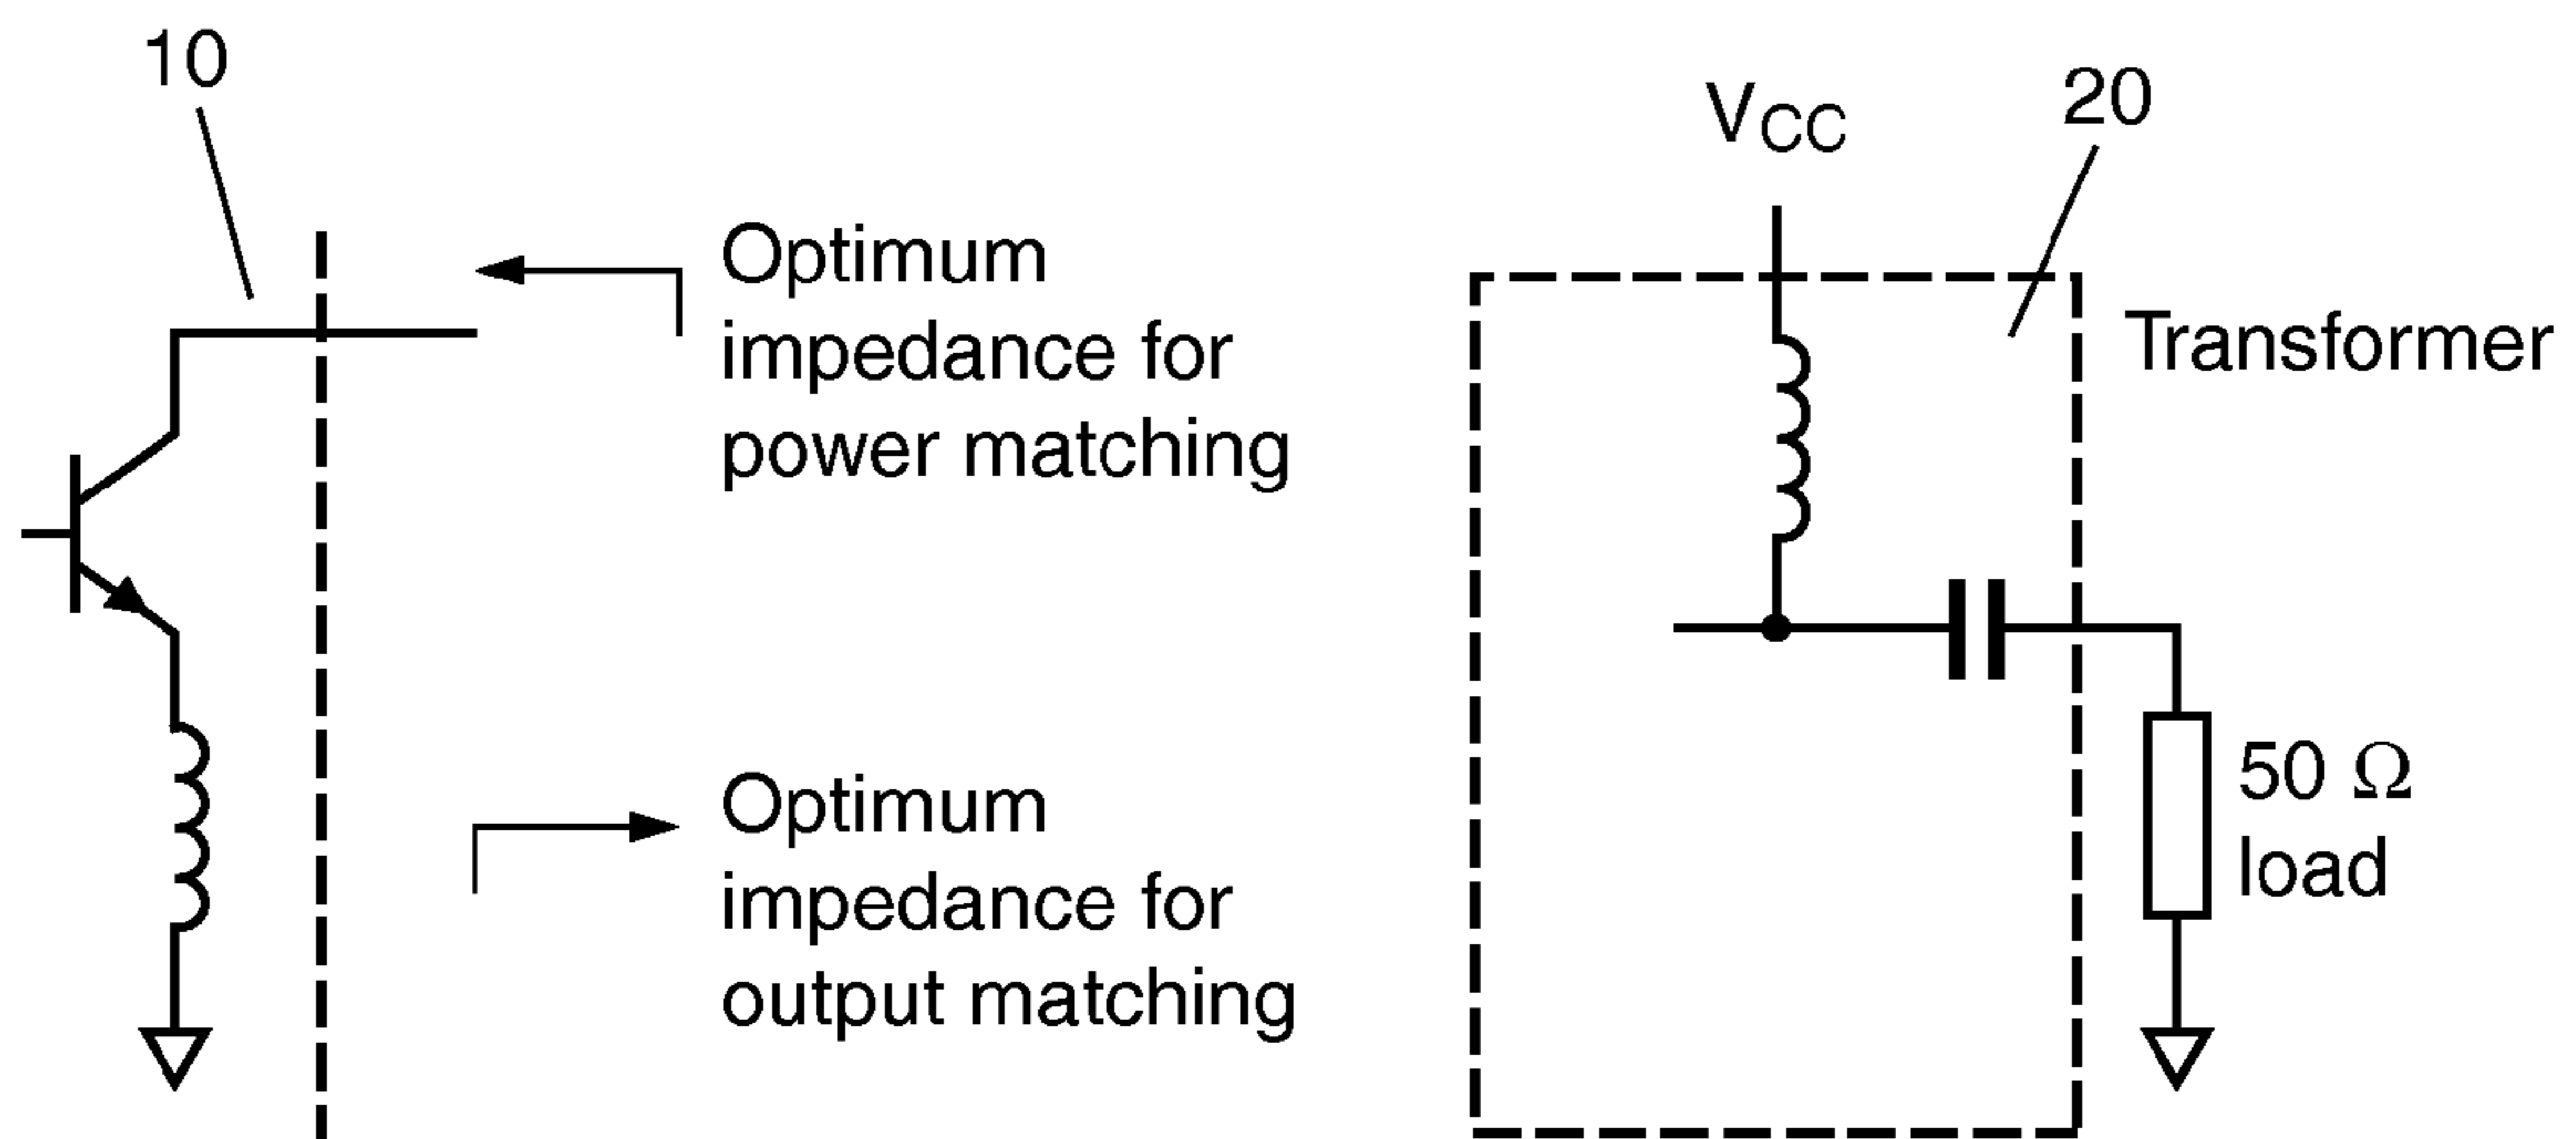 10
Optimum
impedance for
power matching
Optimum
impedance for
output matching
VCC
20
Transformer
50 Ω
load